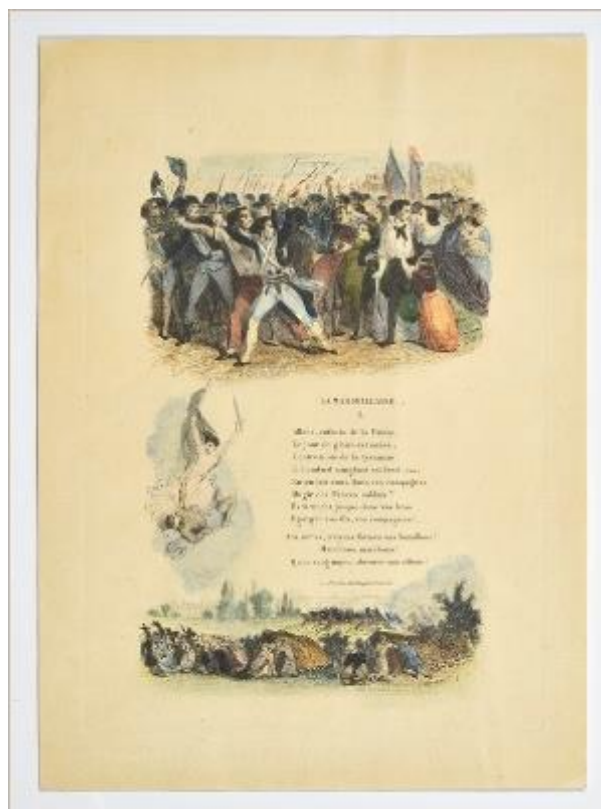 LA MARSEILLAISE.
Allons, enfants de la Patrie,
Le jour de gloire est arrivé;
Contre nous de la tyrannie
L'étendard sanglant est levé
Entendez-vous, dans ces campagnes
Mugir ces féroces soldats?
Ils viennent jusque dans vos bras
Egorger vos fils, vos compagnes!
Aux armes, citoyens! formez vos bataillons!
Marchons, marchons!
Qu'un sang impur abreuve nos sillons!